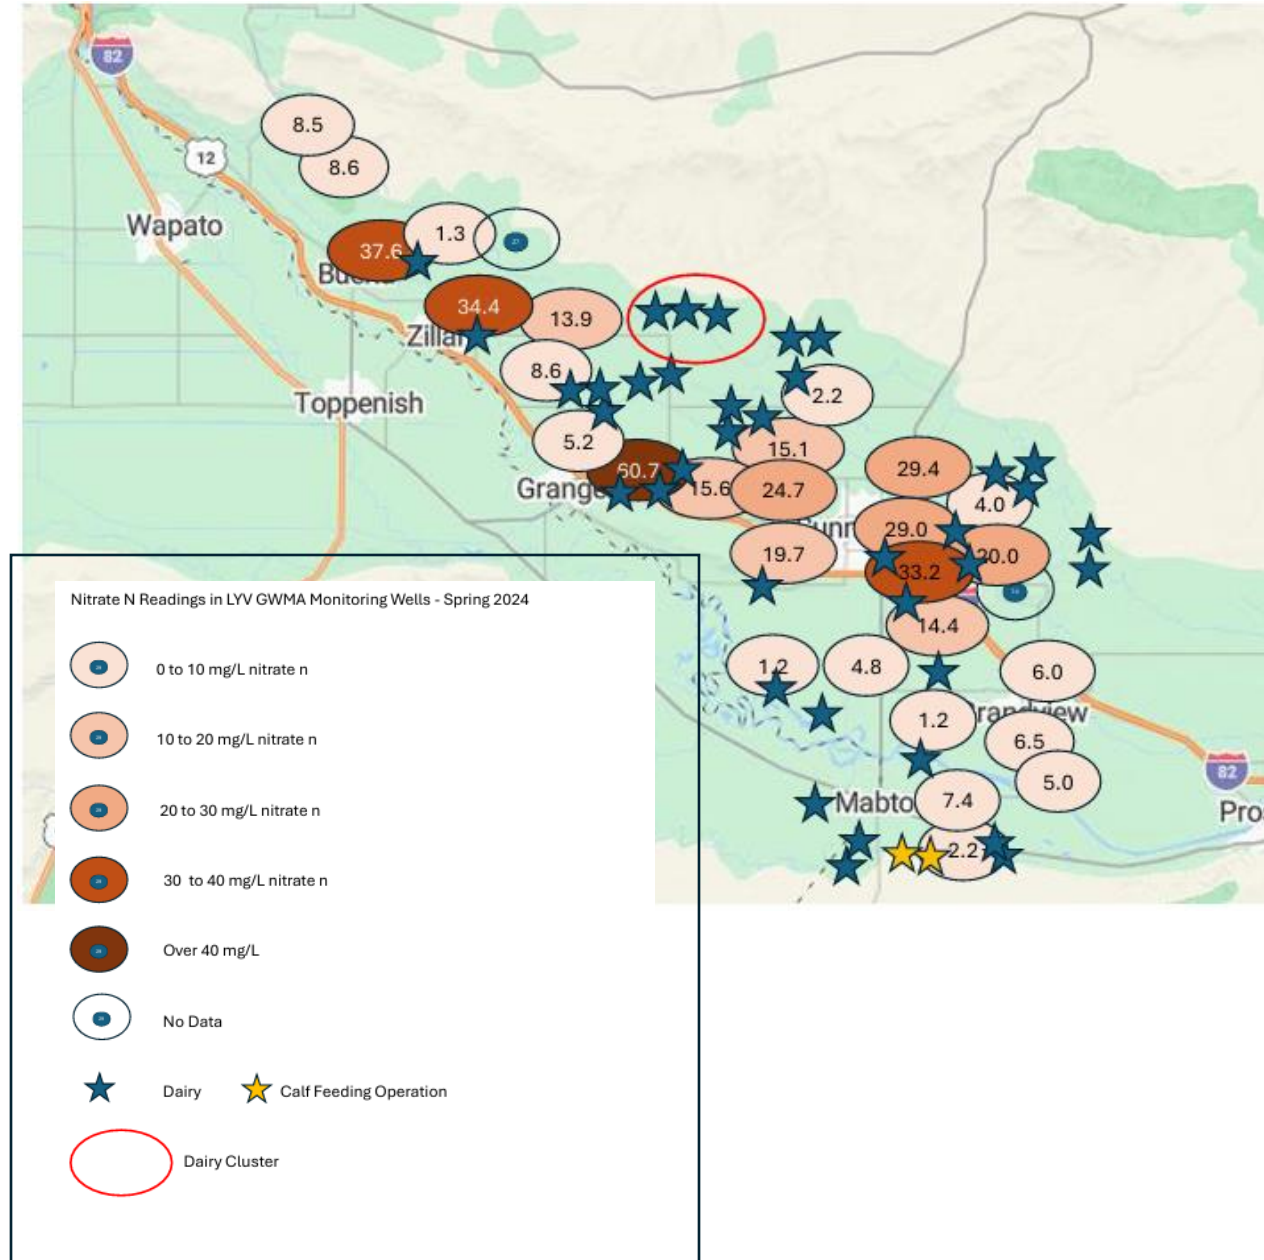 82
8.5
8.6
12
Wapato
37.6
1.3
27
34.4
13.9
8.6
2.2
Toppenish
5.2
60.7
15.6
15.1
24.7
29.4
4.0
29.0
20.0
19.7
33.2
14.4
1.2
4.8
6.0
1.2
6.5
5.0
Mabto
7.4
2.2
82
Pros
Nitrate N Readings in LYV GWMA Monitoring Wells - Spring 2024
0 to 10 mg/L nitrate n
10 to 20 mg/L nitrate n
20 to 30 mg/L nitrate n
30 to 40 mg/L nitrate n
Over 40 mg/L
No Data
Dairy
Calf Feeding Operation
Dairy Cluster